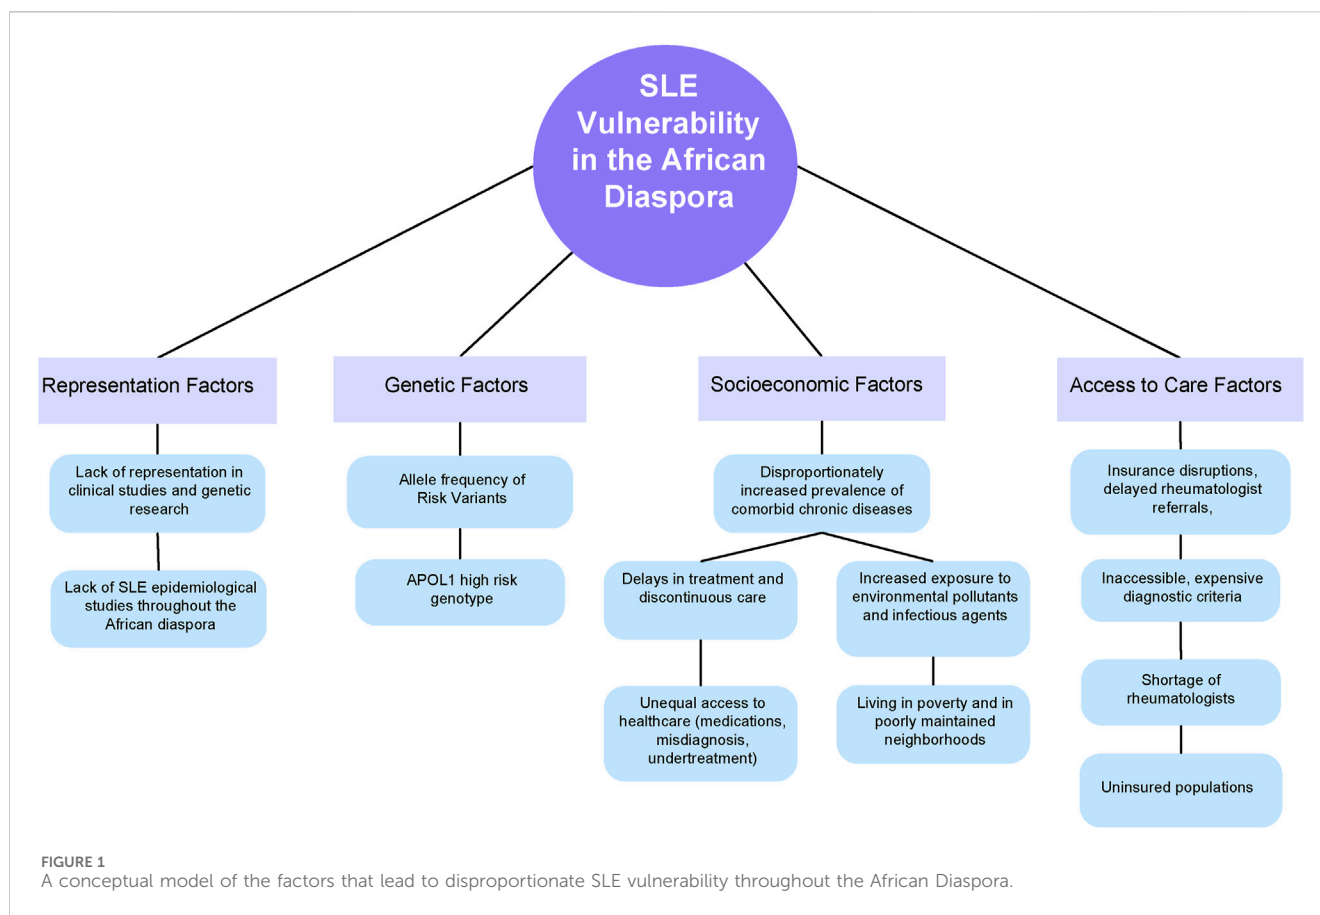 SLE
Vulnerability
in the African
Diaspora
Representation Factors
Lack of representation in
clinical studies and genetic
research
Lack of SLE epidemiological
studies throughout the
African diaspora
Genetic Factors
Allele frequency of
Risk Variants
APOL1 high risk
genotype
Socioeconomic Factors
Disproportionately
increased prevalence of
comorbid chronic diseases
Delays in treatment and
discontinuous care
Unequal access to
healthcare (medications,
misdiagnosis,
undertreatment)
Increased exposure to
environmental pollutants
and infectious agents
Living in poverty and in
poorly maintained
neighborhoods
Access to Care Factors
Insurance disruptions,
delayed rheumatologist
referrals,
Inaccessible, expensive
diagnostic criteria
Shortage of
rheumatologists
Uninsured populations
FIGURE 1
A conceptual model of the factors that lead to disproportionate SLE vulnerability throughout the African Diaspora.